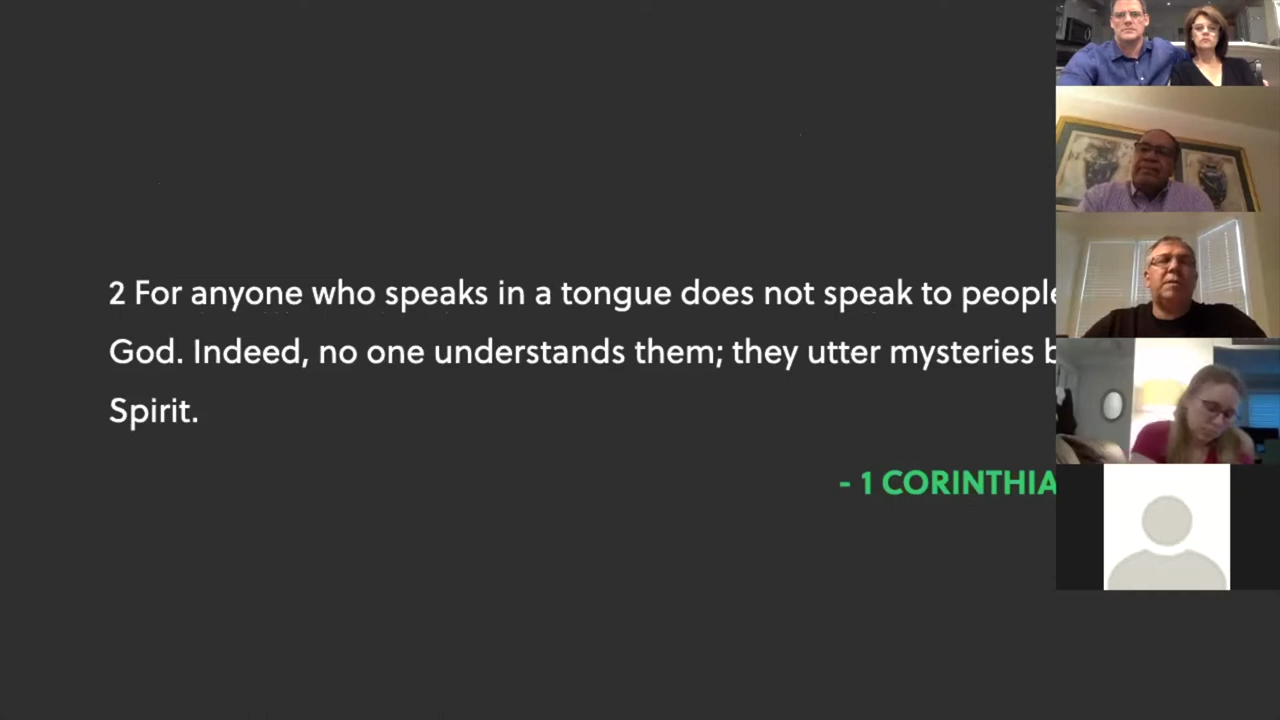 2 For anyone who speaks in a tongue does not speak to people
God. Indeed, no one understands them; they utter mysteries
Spirit.
- 1 CORINTHIA